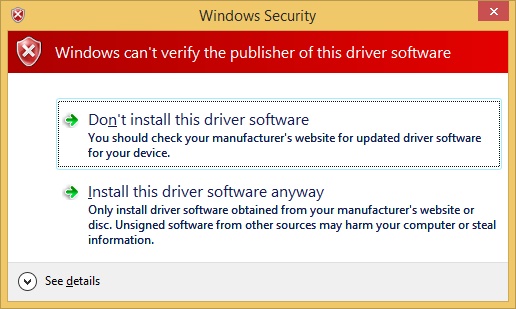 Windows Security
Windows can't verify the publisher of this driver software
Don't install this driver software
You should check your manufacturer's website for updated driver software
for your device.
Install this driver software anyway
Only install driver software obtained from your manufacturer's website or
disc. Unsigned software from other sources may harm your computer or steal
information.
See details